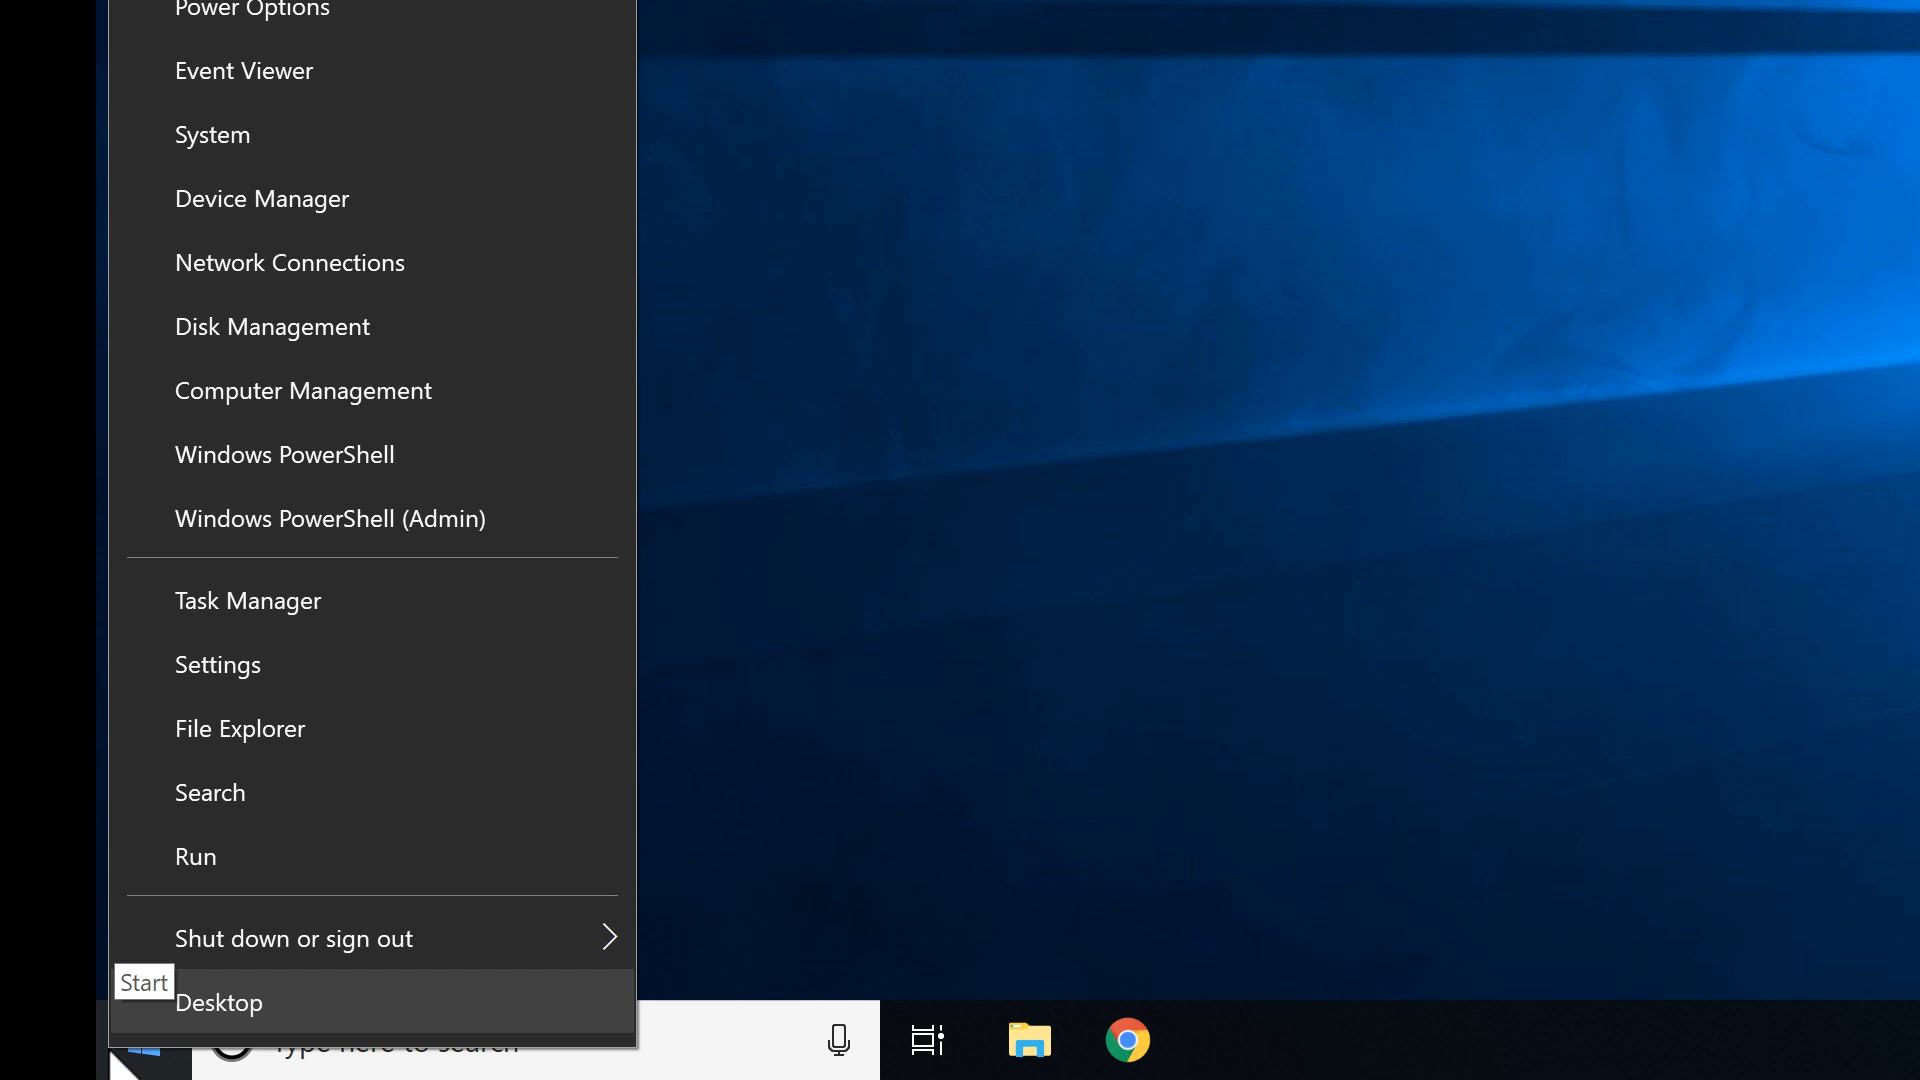 Power Options
Event Viewer
System
Device Manager
Network Connections
Disk Management
Computer Management
Windows PowerShell
Windows PowerShell (Admin)
Task Manager
Settings
File Explorer
Search
Run
Shut down or sign out
Start
Desktop
Type here to search